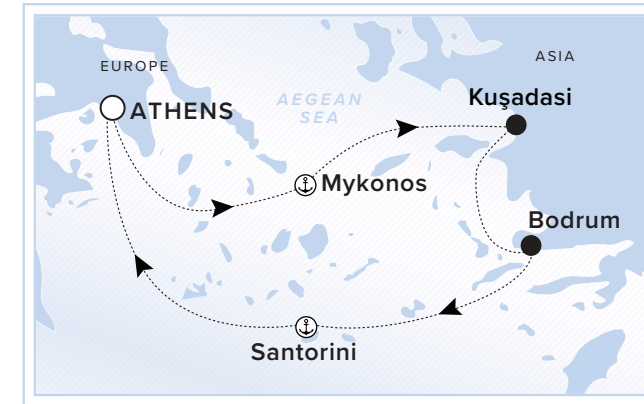 EUROPE
ASIA
AEGEAN
SEA
Kuşadasi
ATHENS
Mykonos
Bodrum
Santorini